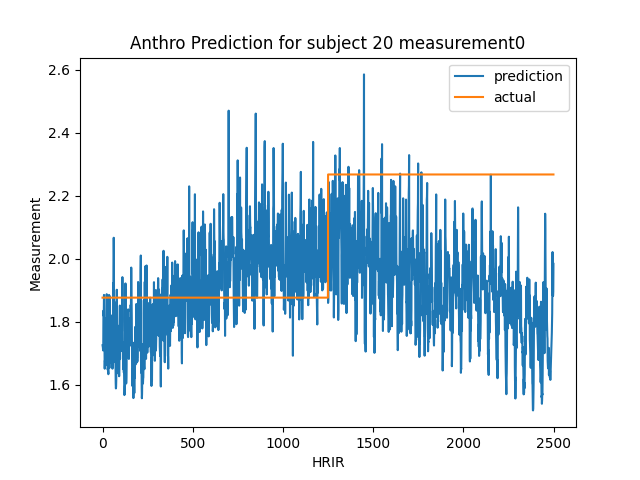 Anthro Prediction for subject 20 measurement0
prediction
actual
Measurement
2.6
2.4
2.2
2.0
1.8
1.6
0 500 1000 1500 2000 2500
HRIR